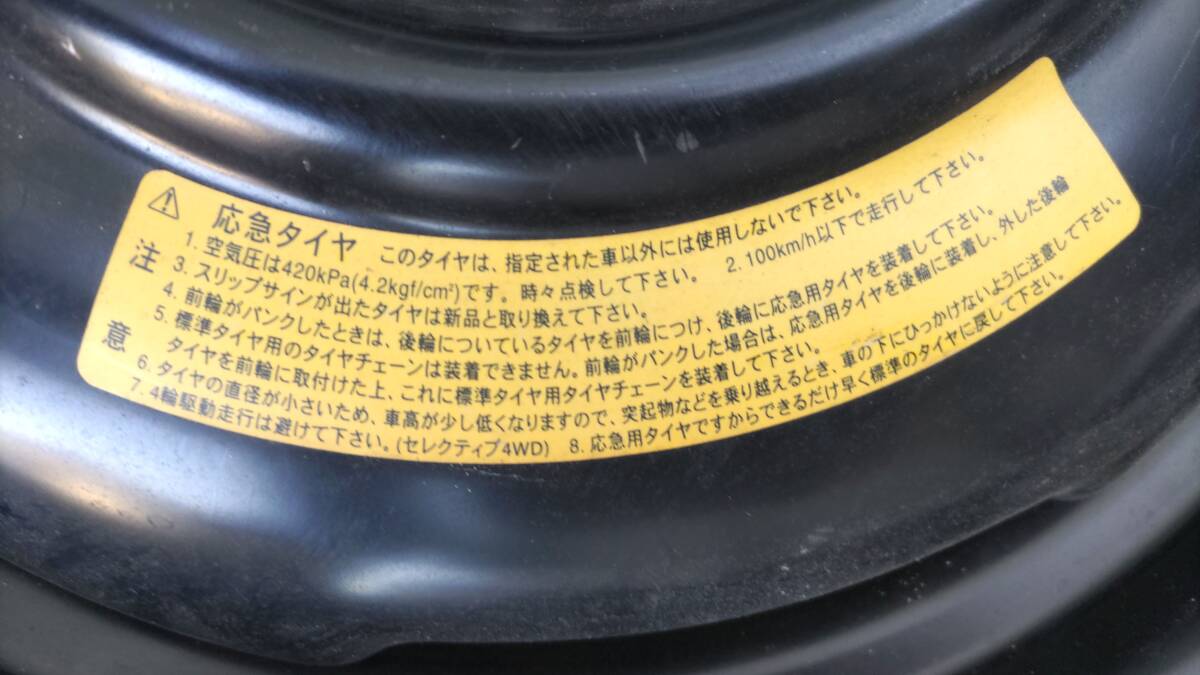 ⚠ 応急タイヤ このタイヤは、指定された車以外には使用しないで下さい。
注意
1. 空気圧は420kPa(4.2kgf/cm²)です。時々点検して下さい。 2. 100km/h以下で走行して下さい。
3. スリップサインが出たタイヤは新品と取り換えて下さい。
4. 前輪がパンクしたときは、後輪についているタイヤを前輪につけ、後輪に応急用タイヤを装着して下さい。
5. 標準タイヤ用のタイヤチェーンは装着できません。前輪がパンクした場合は、応急用タイヤを後輪に装着し、外した後輪
タイヤを前輪に取付けた上、これに標準タイヤ用タイヤチェーンを装着して下さい。
6. タイヤの直径が小さいため、車高が少し低くなりますので、突起物などを乗り越えるとき、車の下にひっかけないように注意して下さい。
7. 4輪駆動走行は避けて下さい。(セレクティブ4WD) 8. 応急用タイヤですからできるだけ早く標準のタイヤに戻して下さい。